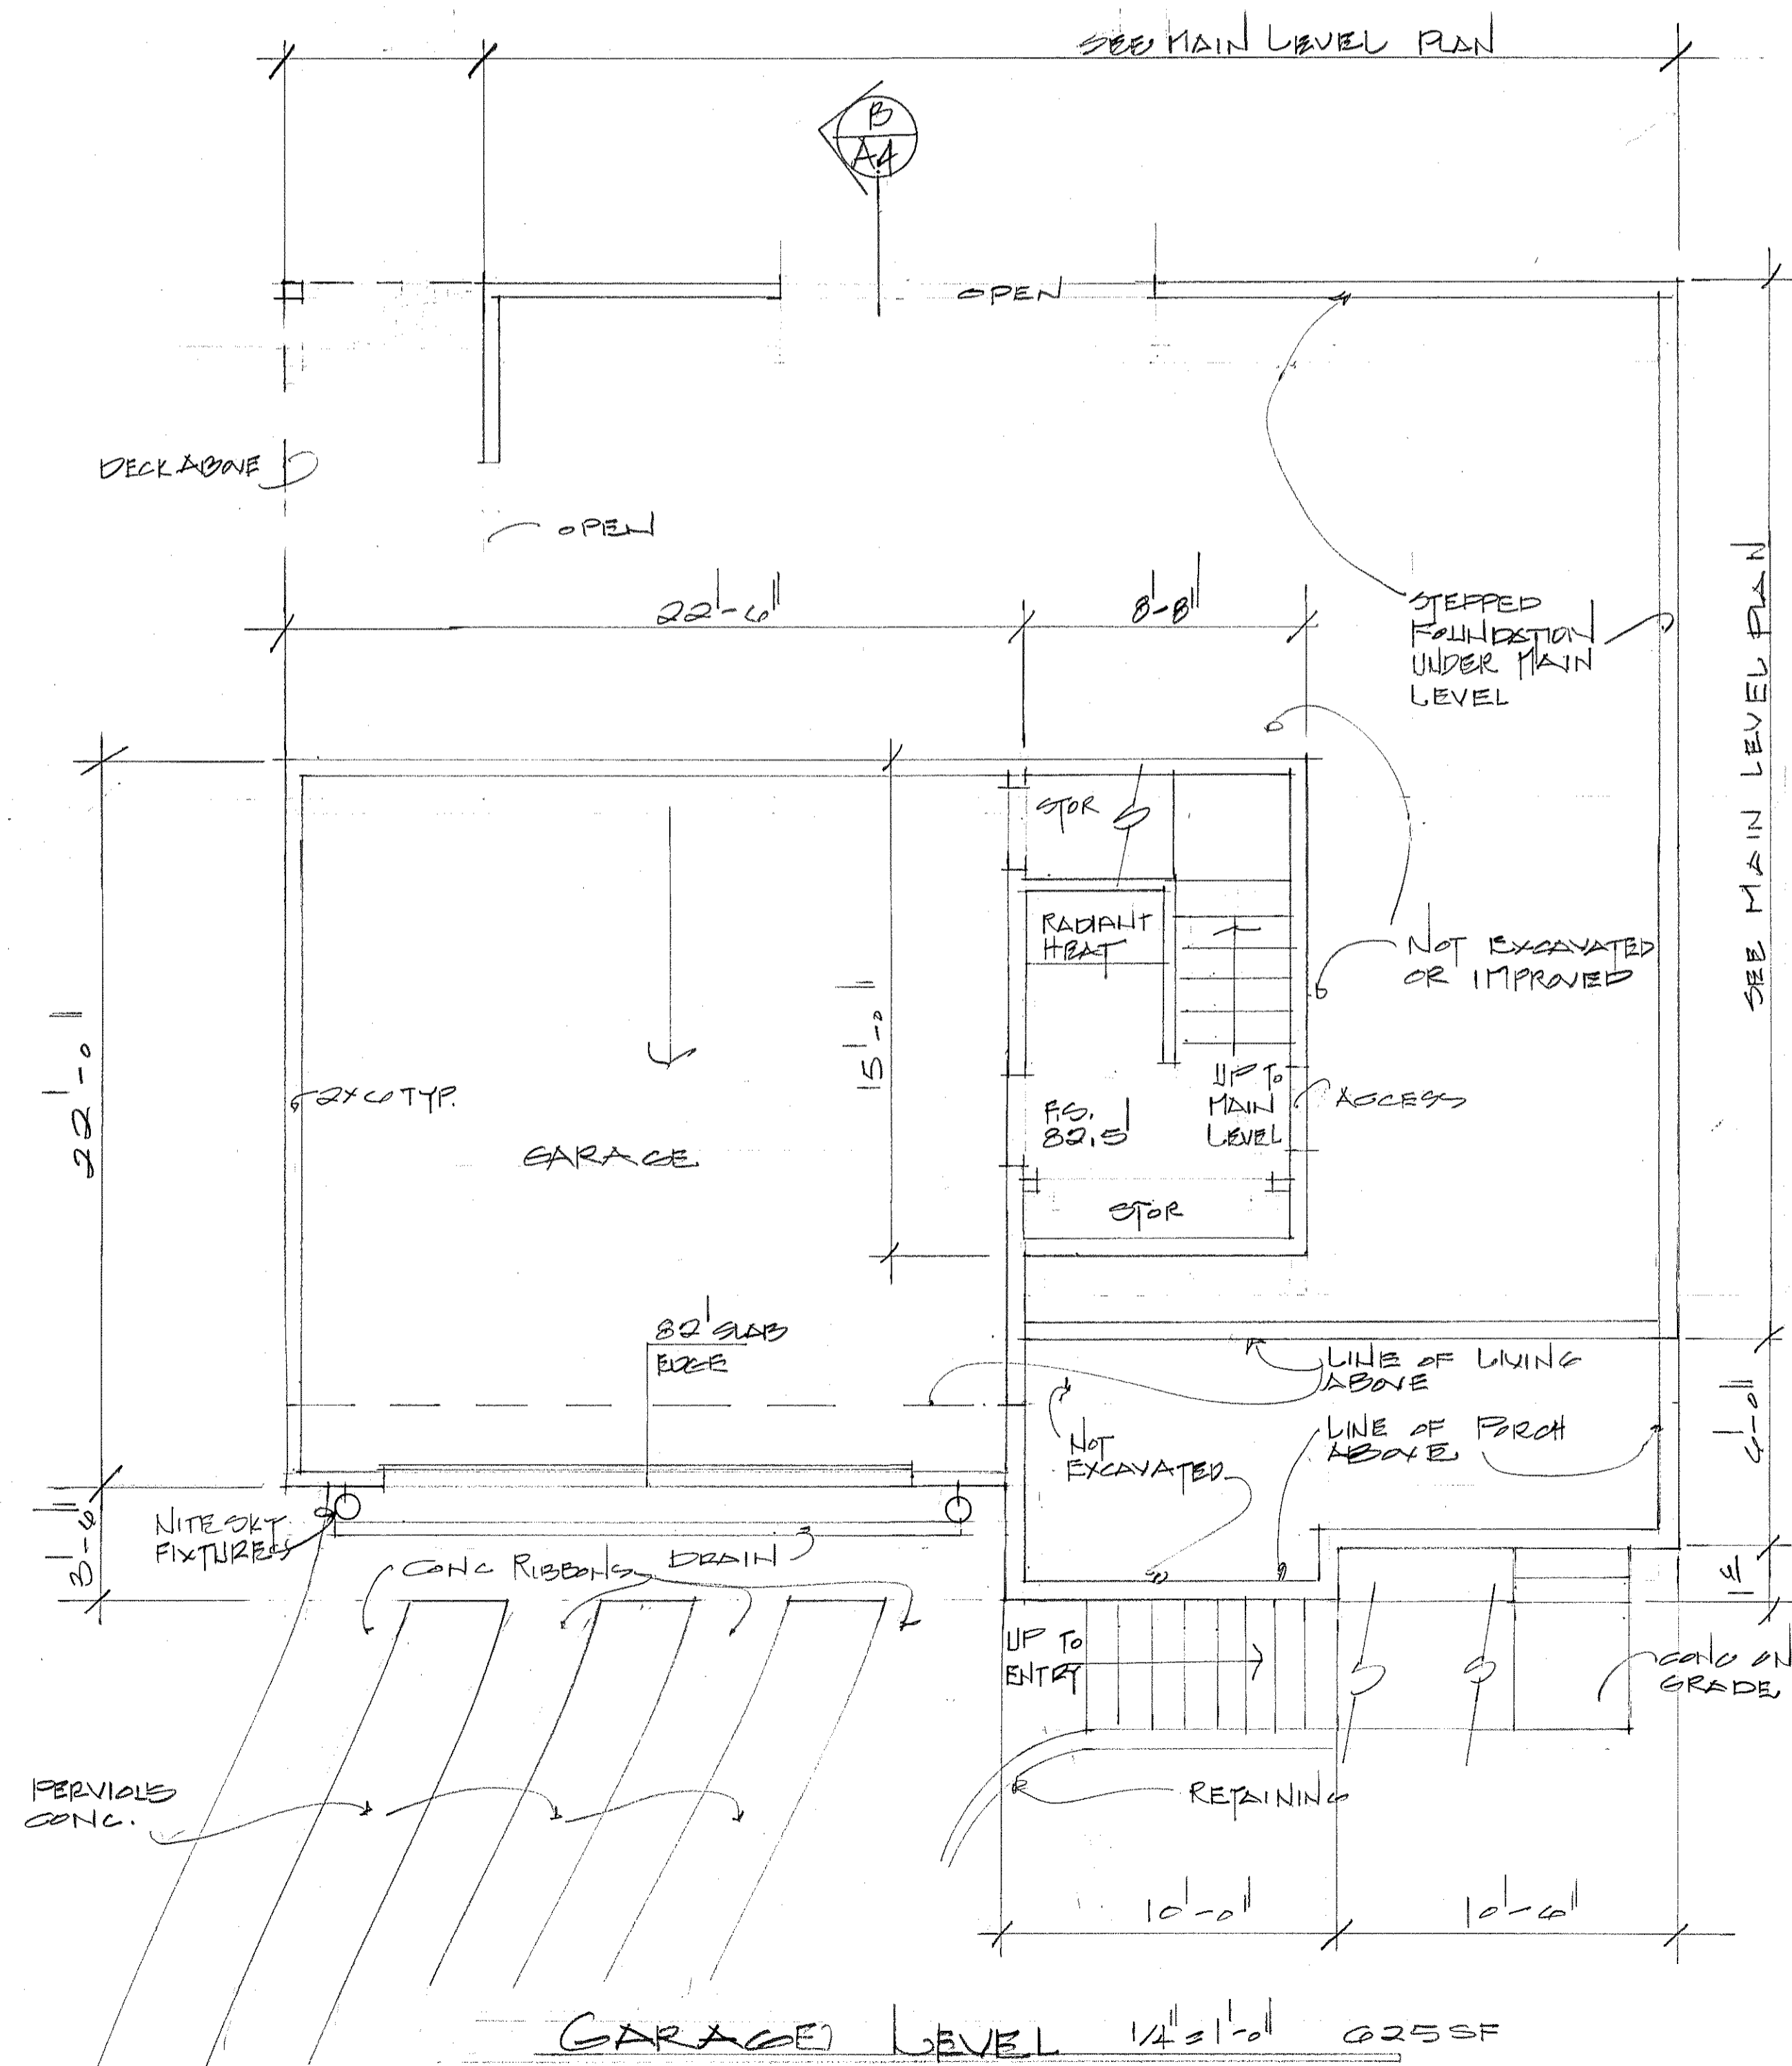 SEE MAIN LEVEL PLAN
B
A4
OPEN
DECK ABOVE
OPEN
22'-6"
8'-8"
STEPPED
FOUNDATION
UNDER MAIN
LEVEL
SEE MAIN LEVEL PLAN
STOR
RADIANT
HEAT
NOT EXCAVATED
OR IMPROVED
22'-0"
15'-0"
2X6 TYP.
GARAGE
F.S.
82.5'
UP TO
MAIN
LEVEL
ACCESS
STOR
82' SLAB
EDGE
LINE OF LIVING
ABOVE
NOT
EXCAVATED
LINE OF PORCH
ABOVE
6'-0"
3'-6"
NITE SKY
FIXTURES
CONC RIBBONS
DRAIN
UP TO
ENTRY
CONC ON
GRADE
PERVIOUS
CONC.
RETAINING
10'-0"
10'-6"
GARAGE LEVEL 1/4"=1'-0" 625 SF